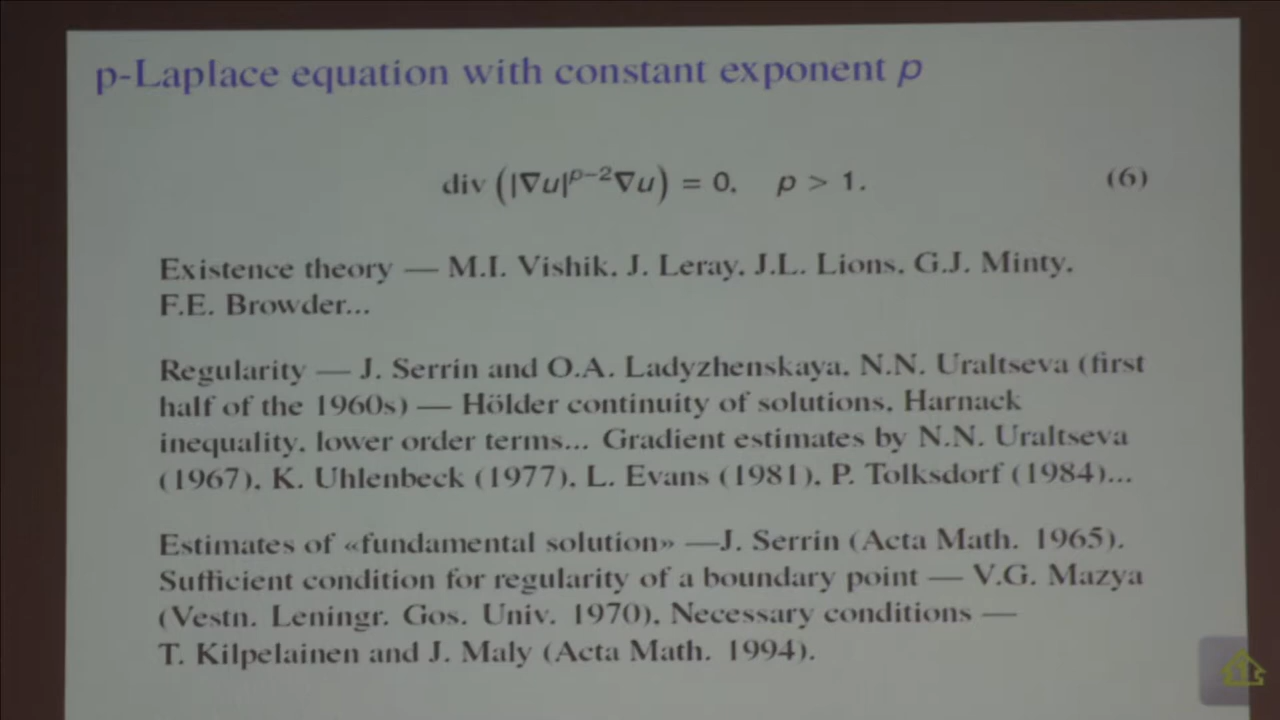 p-Laplace equation with constant exponent p
div (|∇u|^{p−2}∇u) = 0, p > 1. (6)
Existence theory — M.I. Vishik, J. Leray, J.L. Lions, G.J. Minty,
F.E. Browder...
Regularity — J. Serrin and O.A. Ladyzhenskaya, N.N. Uraltseva (first
half of the 1960s) — Hölder continuity of solutions, Harnack
inequality, lower order terms... Gradient estimates by N.N. Uraltseva
(1967), K. Uhlenbeck (1977), L. Evans (1981), P. Tolksdorf (1984)...
Estimates of «fundamental solution» —J. Serrin (Acta Math. 1965).
Sufficient condition for regularity of a boundary point — V.G. Mazya
(Vestn. Leningr. Gos. Univ. 1970), Necessary conditions —
T. Kilpelainen and J. Maly (Acta Math. 1994).